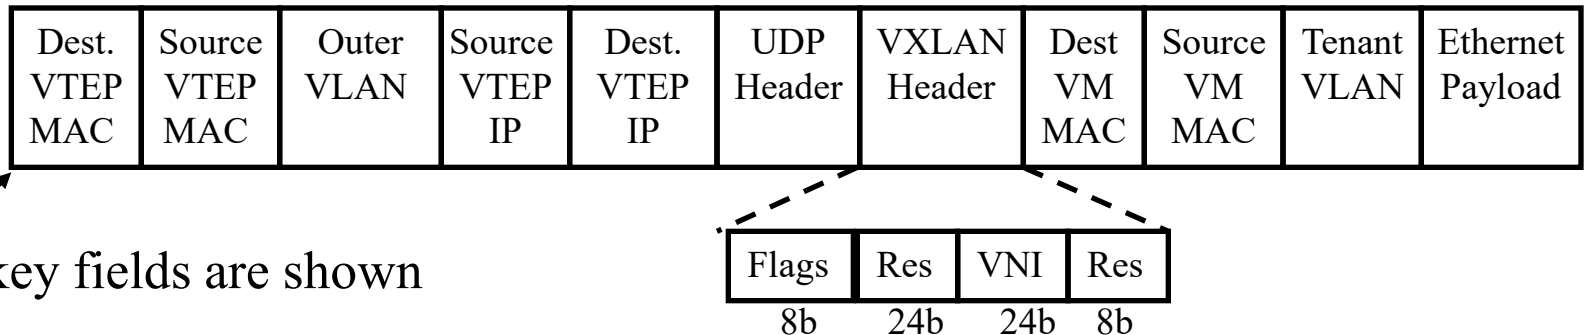 Dest. VTEP MAC
Source VTEP MAC
Outer VLAN
Source VTEP IP
Dest. VTEP IP
UDP Header
VXLAN Header
Dest VM MAC
Source VM MAC
Tenant VLAN
Ethernet Payload
key fields are shown
Flags Res VNI Res
8b 24b 24b 8b